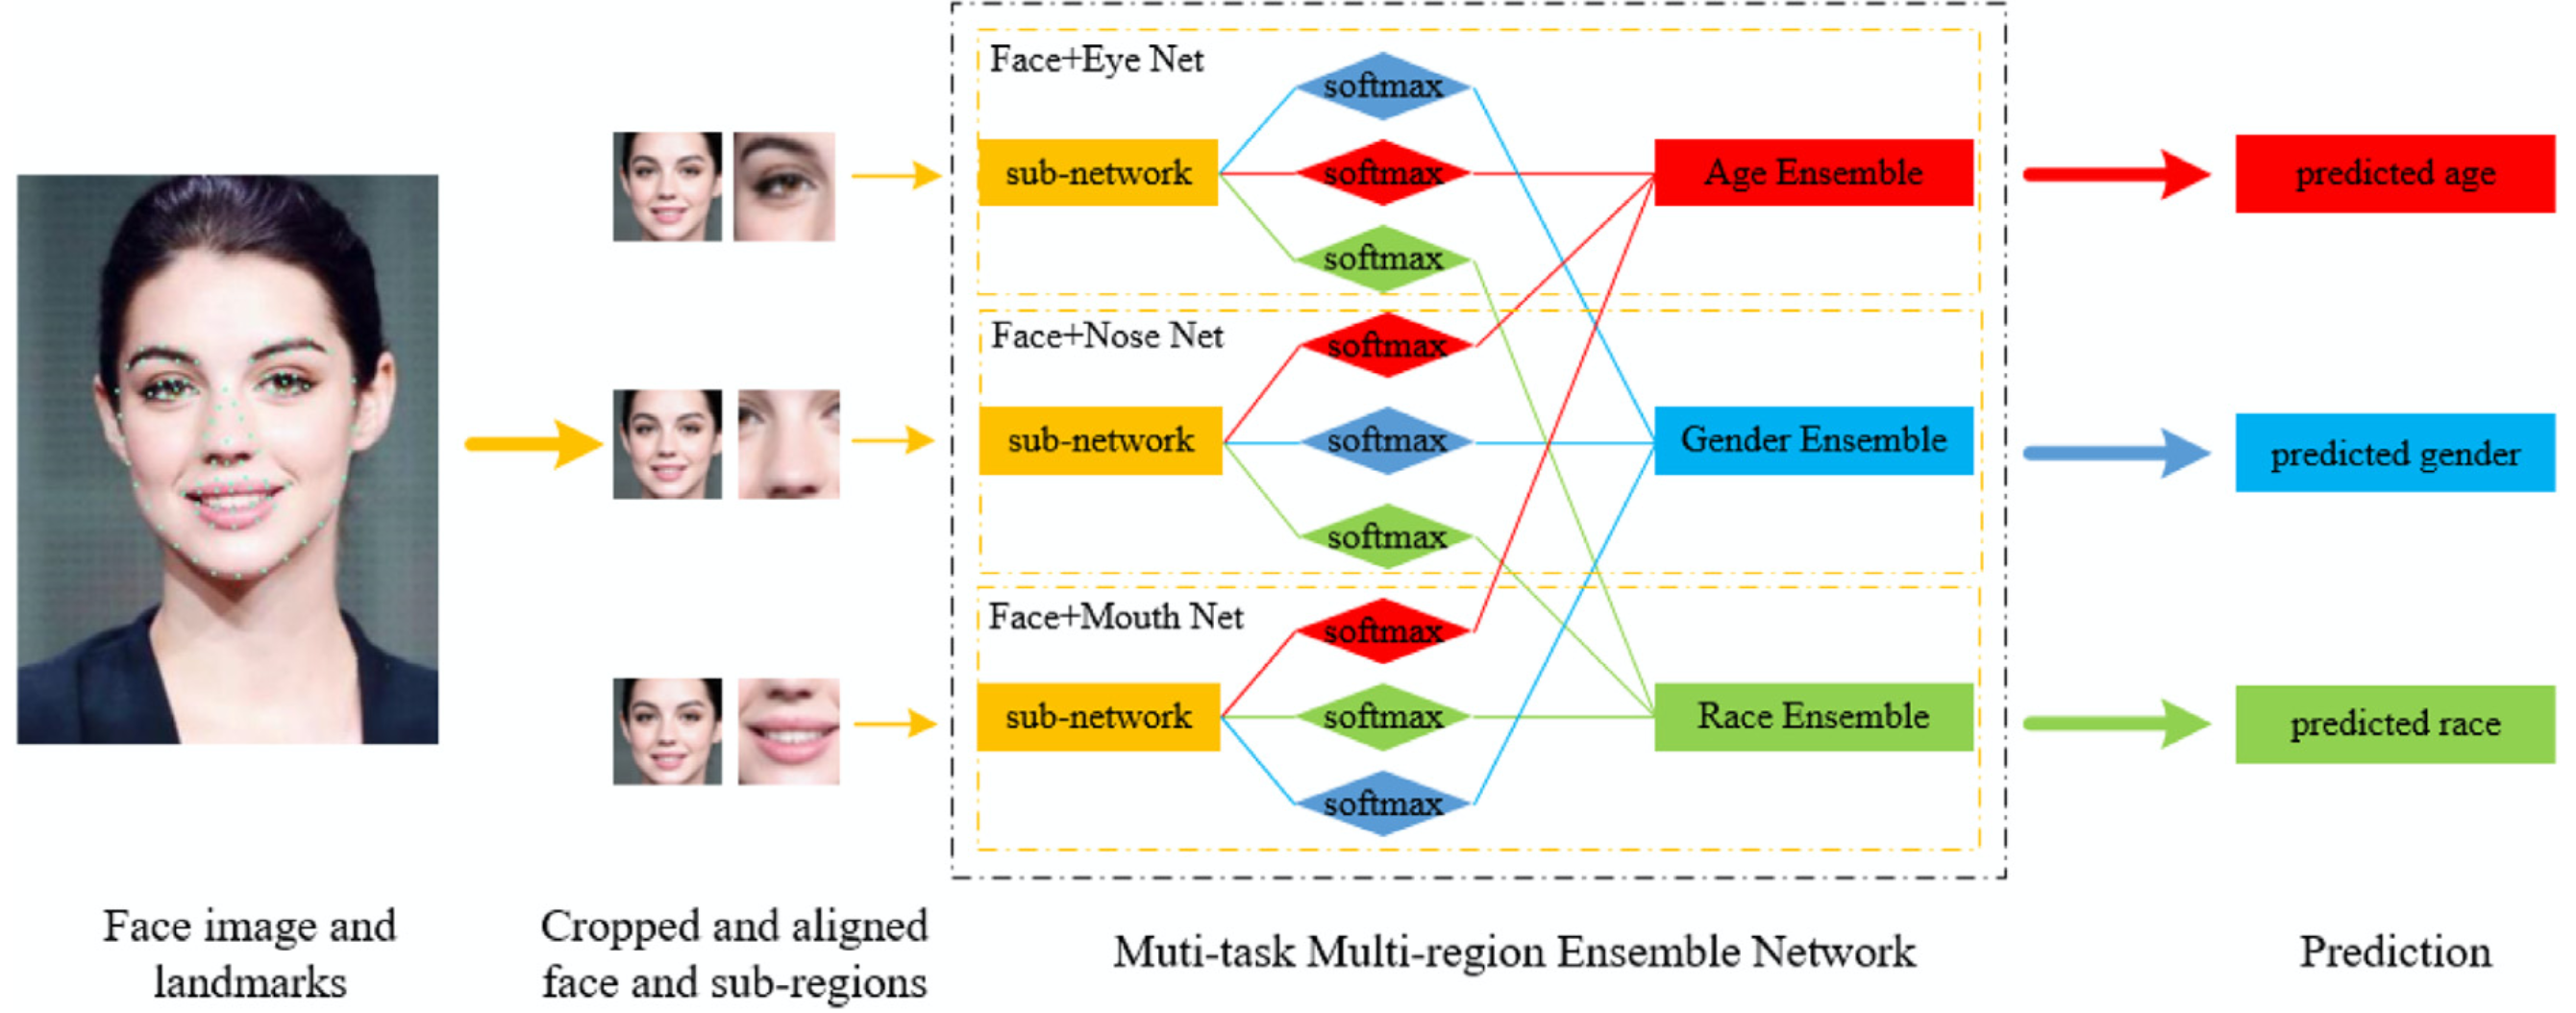 Face+Eye Net
softmax
sub-network
softmax
Age Ensemble
predicted age
softmax
Face+Nose Net
softmax
sub-network
softmax
Gender Ensemble
predicted gender
softmax
Face+Mouth Net
softmax
sub-network
softmax
Race Ensemble
predicted race
softmax
Face image and
landmarks
Cropped and aligned
face and sub-regions
Muti-task Multi-region Ensemble Network
Prediction